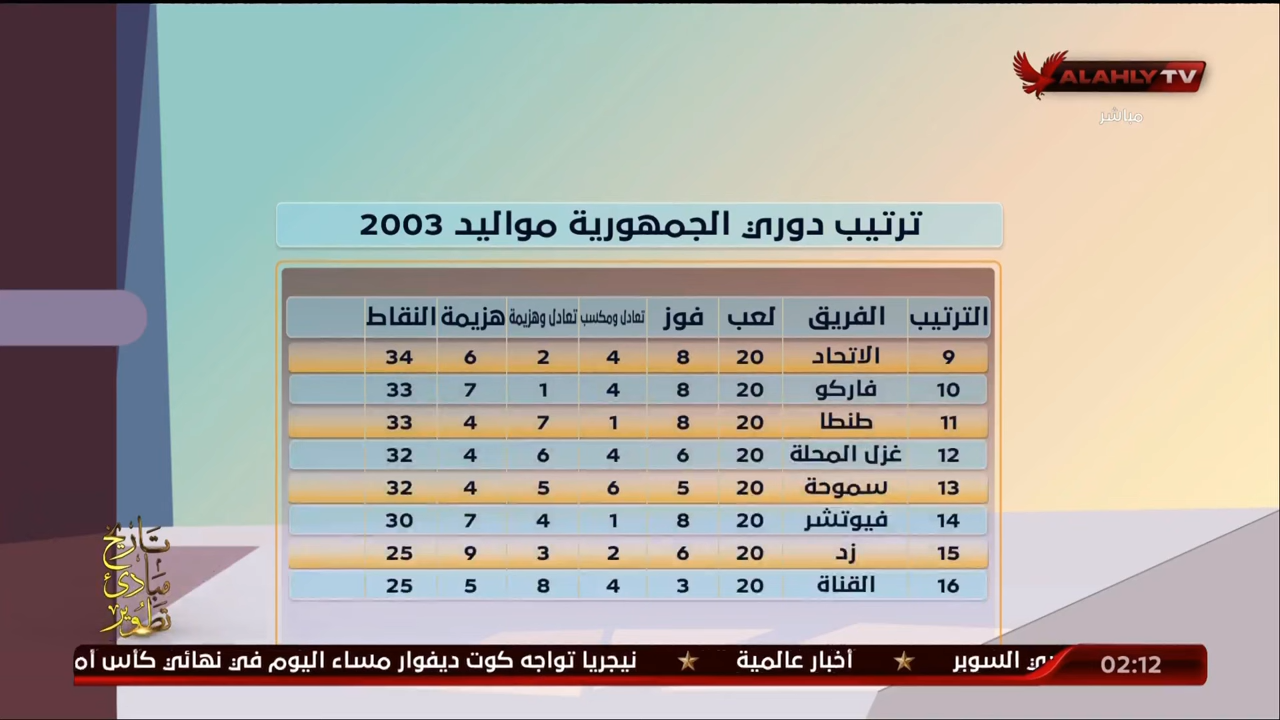 ALAHLY TV
مباشر
ترتيب دوري الجمهورية مواليد 2003
الترتيب الفريق لعب فوز تعادل ومكسب تعادل وهزيمة هزيمة النقاط
9 الاتحاد 20 8 4 2 6 34
10 فاركو 20 8 4 1 7 33
11 طنطا 20 8 1 7 4 33
12 غزل المحلة 20 6 4 6 4 32
13 سموحة 20 5 6 5 4 32
14 فيوتشر 20 8 1 4 7 30
15 زد 20 6 2 3 9 25
16 القناة 20 3 4 8 5 25
تاريخ
مبادئ
تطوير
02:12 السوبر أخبار عالمية نيجريا تواجه كوت ديفوار مساء اليوم في نهائي كأس